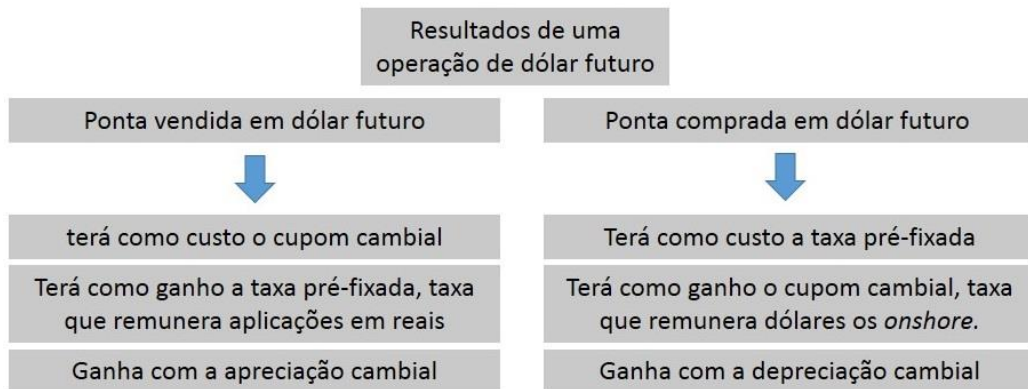 Resultados de uma
operação de dólar futuro
Ponta vendida em dólar futuro
Ponta comprada em dólar futuro
terá como custo o cupom cambial
Terá como custo a taxa pré-fixada
Terá como ganho a taxa pré-fixada, taxa
que remunera aplicações em reais
Terá como ganho o cupom cambial, taxa
que remunera dólares os onshore.
Ganha com a apreciação cambial
Ganha com a depreciação cambial